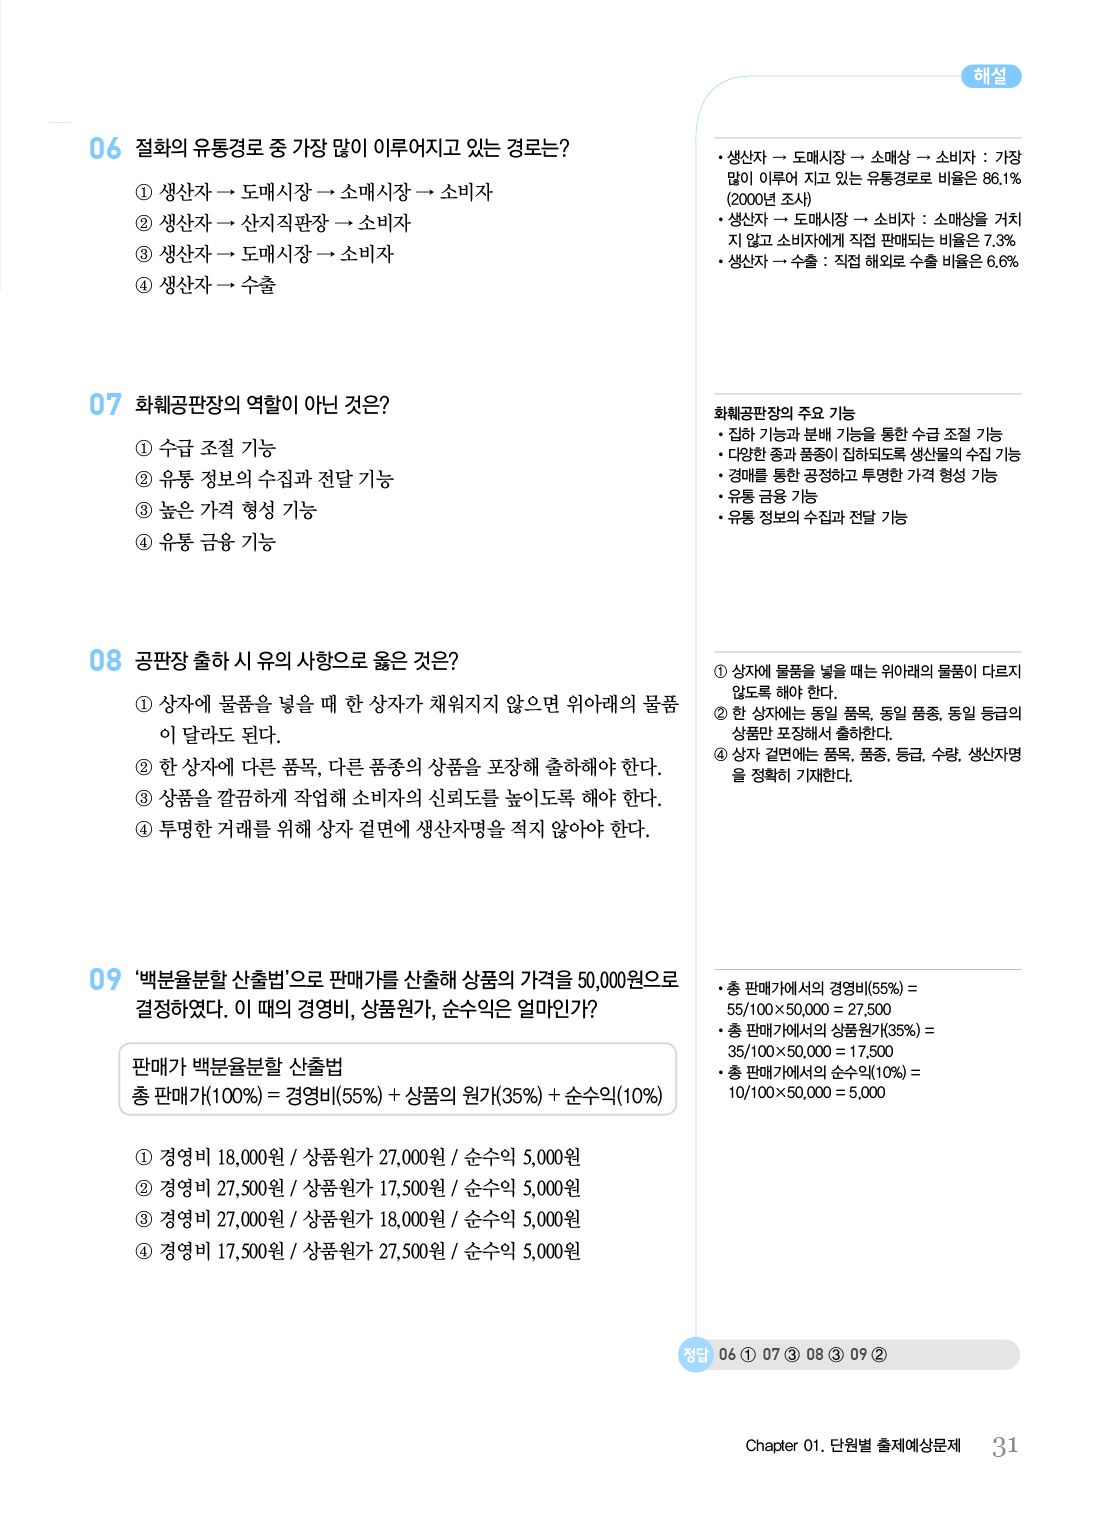 해설
06 절화의 유통경로 중 가장 많이 이루어지고 있는 경로는?
① 생산자 → 도매시장 → 소매시장 → 소비자
② 생산자 → 산지직판장 → 소비자
③ 생산자 → 도매시장 → 소비자
④ 생산자 → 수출
• 생산자 → 도매시장 → 소매상 → 소비자 : 가장
많이 이루어 지고 있는 유통경로로 비율은 86.1%
(2000년 조사)
• 생산자 → 도매시장 → 소비자 : 소매상을 거치
지 않고 소비자에게 직접 판매되는 비율은 7.3%
• 생산자 → 수출 : 직접 해외로 수출 비율은 6.6%
07 화훼공판장의 역할이 아닌 것은?
① 수급 조절 기능
② 유통 정보의 수집과 전달 기능
③ 높은 가격 형성 기능
④ 유통 금융 기능
화훼공판장의 주요 기능
• 집하 기능과 분배 기능을 통한 수급 조절 기능
• 다양한 종과 품종이 집하되도록 생산물의 수집 기능
• 경매를 통한 공정하고 투명한 가격 형성 기능
• 유통 금융 기능
• 유통 정보의 수집과 전달 기능
08 공판장 출하 시 유의 사항으로 옳은 것은?
① 상자에 물품을 넣을 때 한 상자가 채워지지 않으면 위아래의 물품
이 달라도 된다.
② 한 상자에 다른 품목, 다른 품종의 상품을 포장해 출하해야 한다.
③ 상품을 깔끔하게 작업해 소비자의 신뢰도를 높이도록 해야 한다.
④ 투명한 거래를 위해 상자 겉면에 생산자명을 적지 않아야 한다.
① 상자에 물품을 넣을 때는 위아래의 물품이 다르지
않도록 해야 한다.
② 한 상자에는 동일 품목, 동일 품종, 동일 등급의
상품만 포장해서 출하한다.
④ 상자 겉면에는 품목, 품종, 등급, 수량, 생산자명
을 정확히 기재한다.
09 ‘백분율분할 산출법’으로 판매가를 산출해 상품의 가격을 50,000원으로
결정하였다. 이 때의 경영비, 상품원가, 순수익은 얼마인가?
판매가 백분율분할 산출법
총 판매가(100%) = 경영비(55%) + 상품의 원가(35%) + 순수익(10%)
① 경영비 18,000원 / 상품원가 27,000원 / 순수익 5,000원
② 경영비 27,500원 / 상품원가 17,500원 / 순수익 5,000원
③ 경영비 27,000원 / 상품원가 18,000원 / 순수익 5,000원
④ 경영비 17,500원 / 상품원가 27,500원 / 순수익 5,000원
• 총 판매가에서의 경영비(55%) =
55/100×50,000 = 27,500
• 총 판매가에서의 상품원가(35%) =
35/100×50,000 = 17,500
• 총 판매가에서의 순수익(10%) =
10/100×50,000 = 5,000
정답 06 ① 07 ③ 08 ③ 09 ②
Chapter 01. 단원별 출제예상문제 31